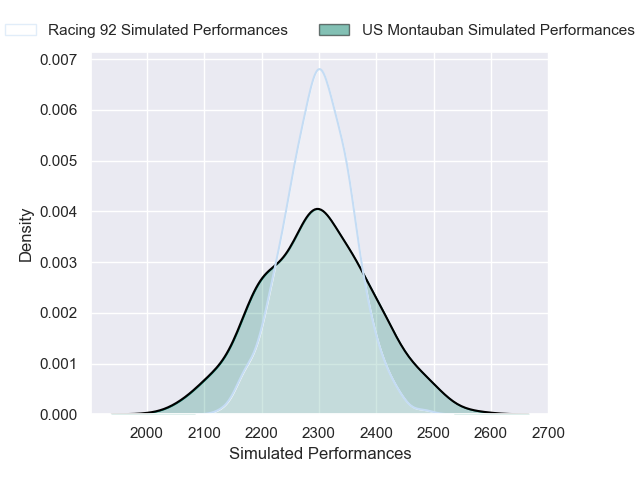 Racing 92 Simulated Performances
US Montauban Simulated Performances
0.007
0.006
0.005
0.004
0.003
0.002
0.001
0.000
Density
2000 2100 2200 2300 2400 2500 2600 2700
Simulated Performances